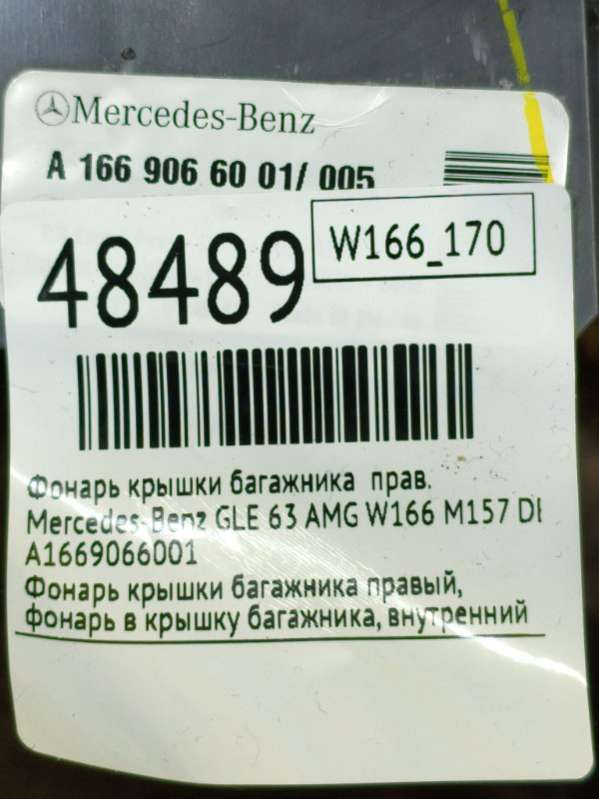 Mercedes-Benz
A 166 906 60 01/ 005
W166_170
48489
Фонарь крышки багажника прав.
Mercedes-Benz GLE 63 AMG W166 M157 DE
A1669066001
Фонарь крышки багажника правый,
фонарь в крышку багажника, внутренний